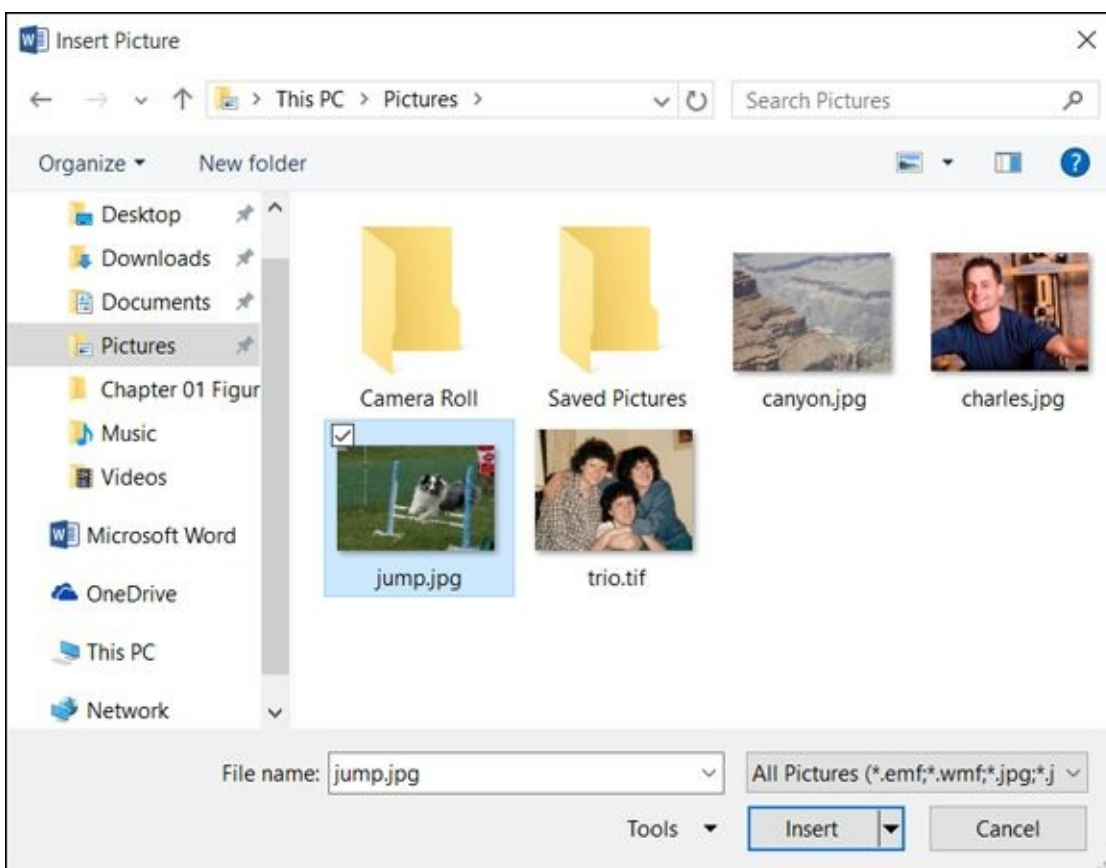 Insert Picture
This PC > Pictures >
Search Pictures
Organize
New folder
Desktop
Downloads
Documents
Pictures
Chapter 01 Figur
Music
Videos
Microsoft Word
OneDrive
This PC
Network
Camera Roll
Saved Pictures
canyon.jpg
charles.jpg
jump.jpg
trio.tif
File name: jump.jpg
All Pictures (*.emf;*.wmf;*.jpg;*.j
Tools
Insert
Cancel